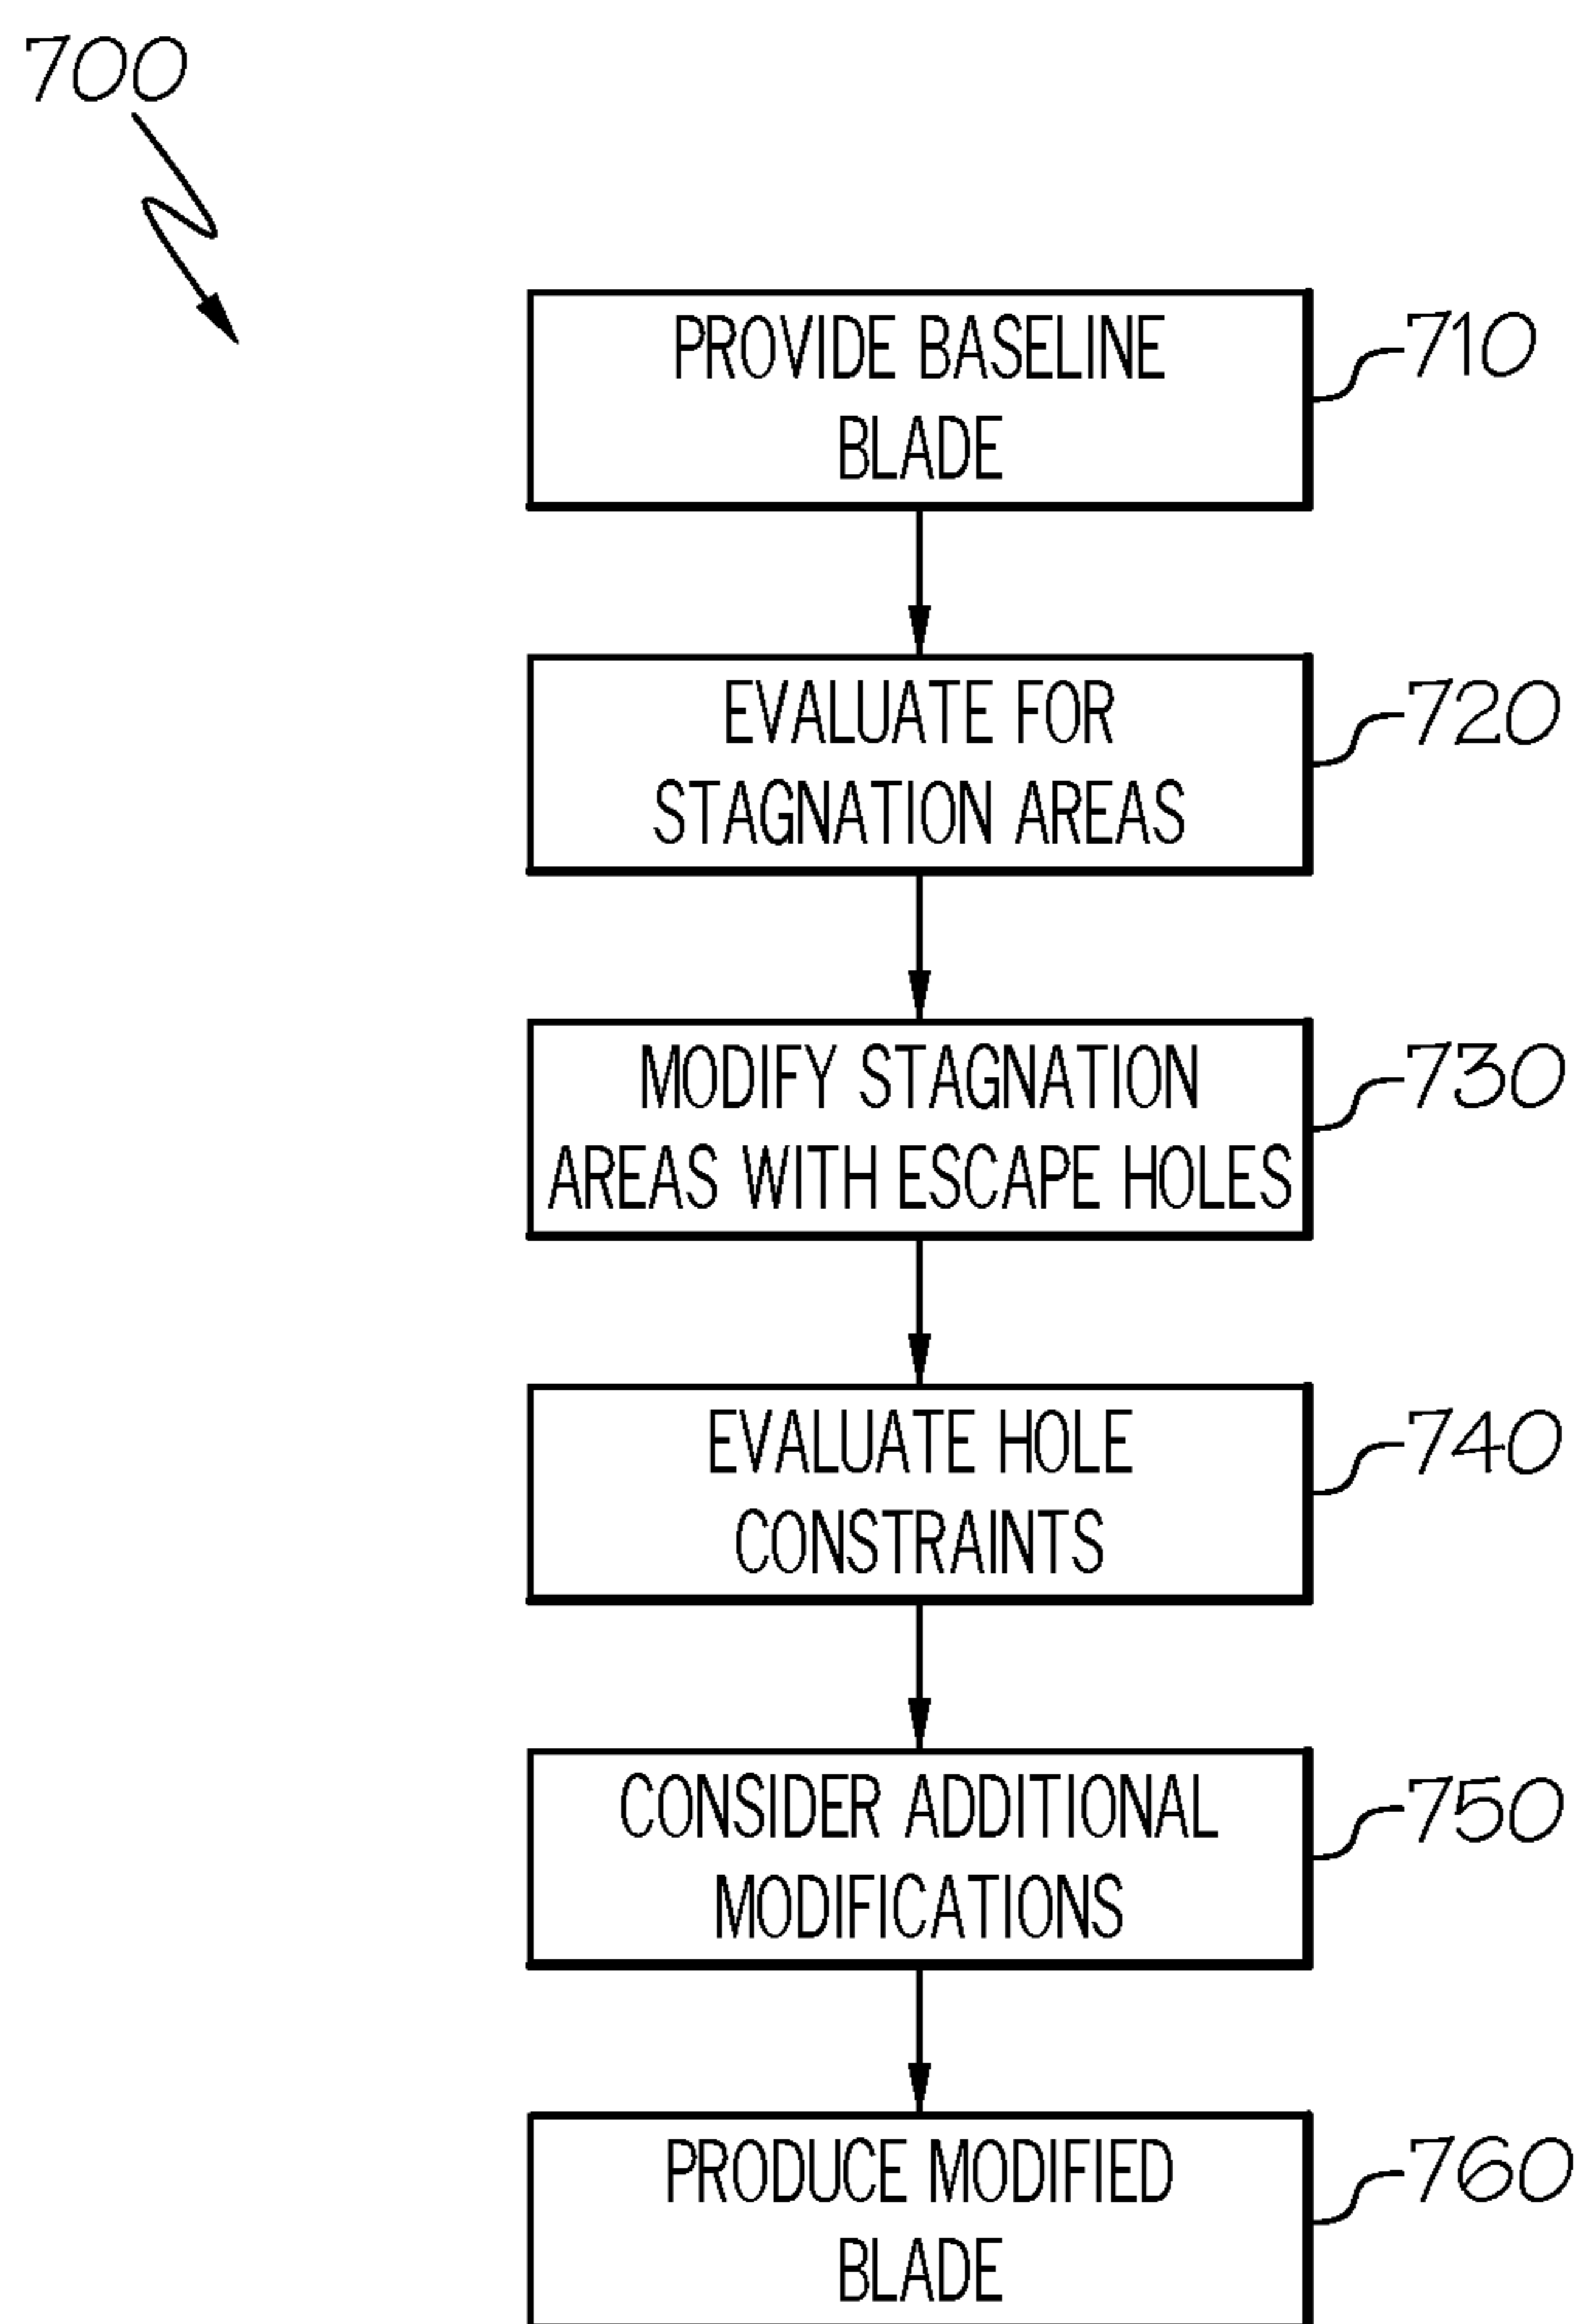 700
PROVIDE BASELINE
BLADE
710
EVALUATE FOR
STAGNATION AREAS
720
MODIFY STAGNATION
AREAS WITH ESCAPE HOLES
730
EVALUATE HOLE
CONSTRAINTS
740
CONSIDER ADDITIONAL
MODIFICATIONS
750
PRODUCE MODIFIED
BLADE
760